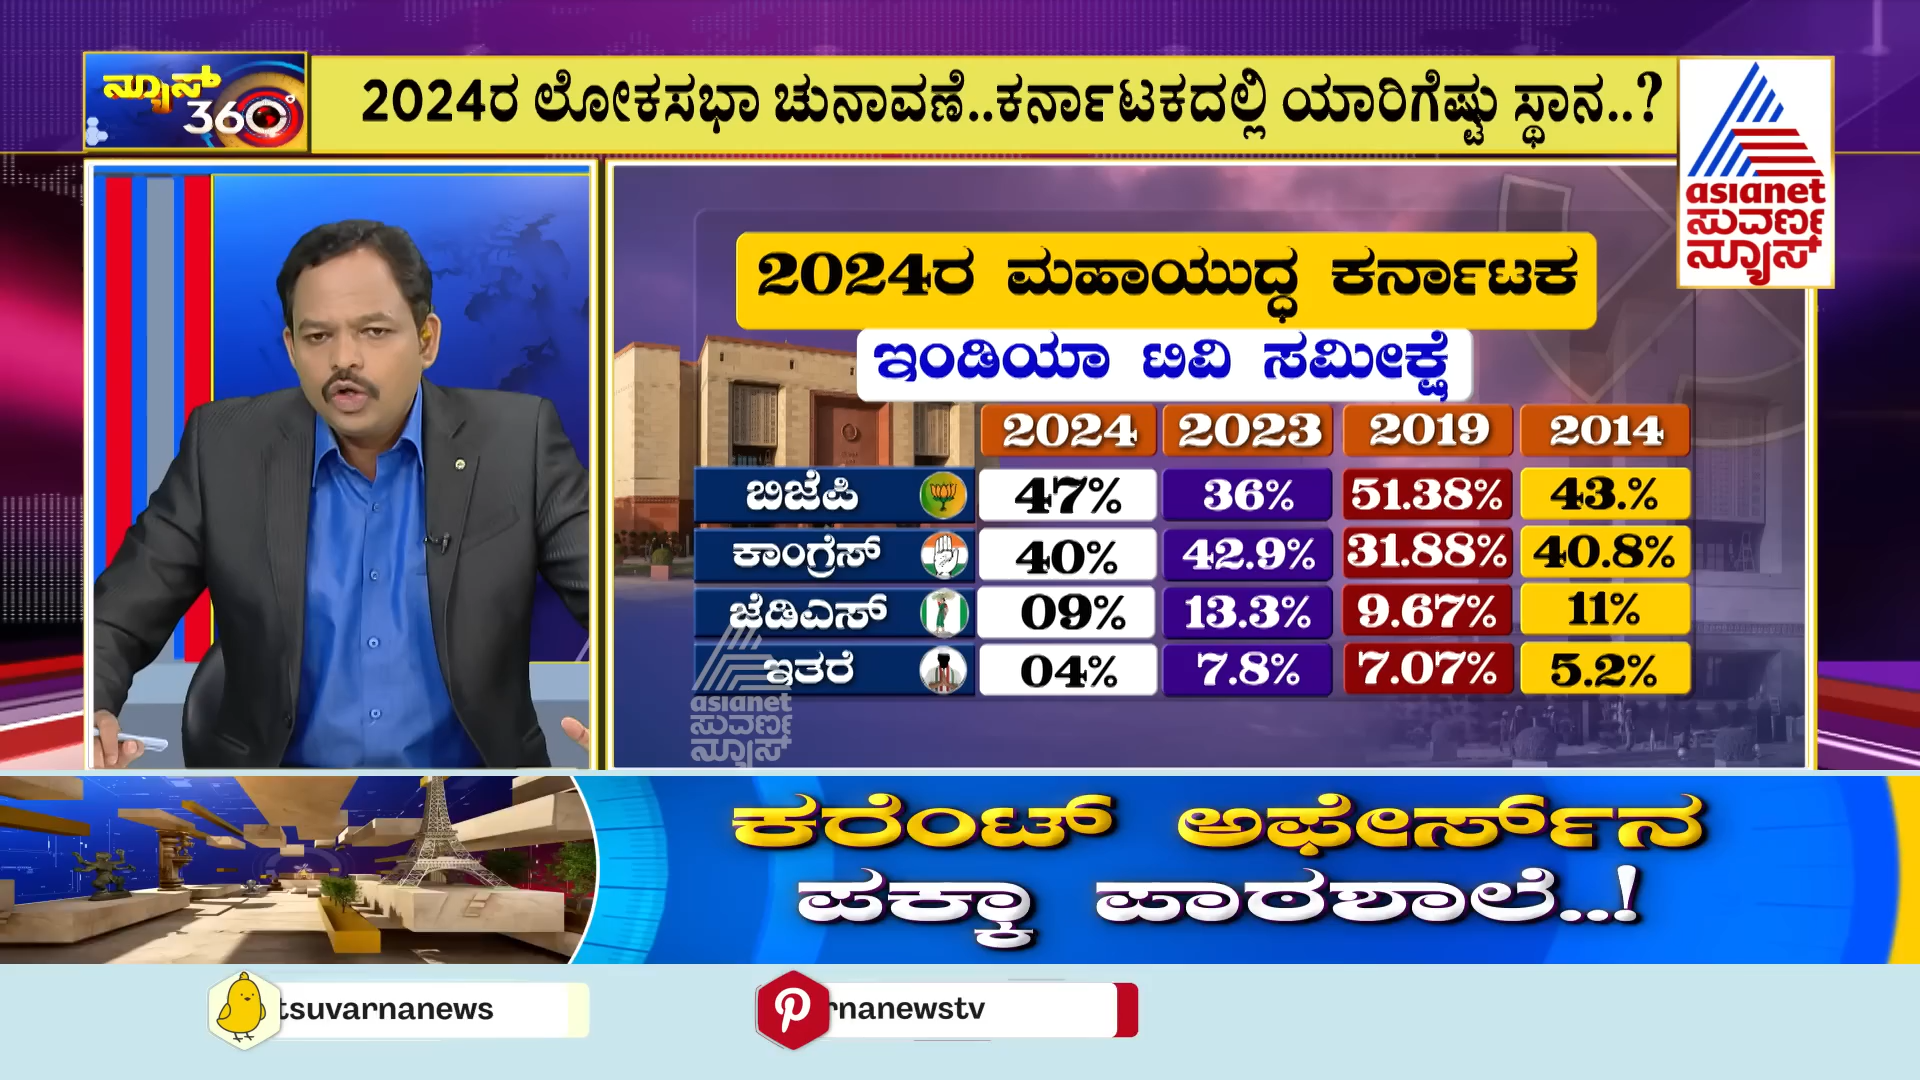 ನ್ಯೂಸ್
360°
2024ರ ಲೋಕಸಭಾ ಚುನಾವಣೆ..ಕರ್ನಾಟಕದಲ್ಲಿ ಯಾರಿಗೆಷ್ಟು ಸ್ಥಾನ..?
asianet
ಸುವರ್ಣ
ನ್ಯೂಸ್
2024ರ ಮಹಾಯುದ್ಧ ಕರ್ನಾಟಕ
ಇಂಡಿಯಾ ಟಿವಿ ಸಮೀಕ್ಷೆ
2024 2023 2019 2014
ಬಿಜೆಪಿ 47% 36% 51.38% 43.%
ಕಾಂಗ್ರೆಸ್ 40% 42.9% 31.88% 40.8%
ಜೆಡಿಎಸ್ 09% 13.3% 9.67% 11%
ಇತರೆ 04% 7.8% 7.07% 5.2%
asianet
ಸುವರ್ಣ
ನ್ಯೂಸ್
ಕರೆಂಟ್ ಅಫೇರ್ಸ್‌ನ
ಪಕ್ಕಾ ಪಾಠಶಾಲೆ..!
tsuvarnanews
rnanewstv